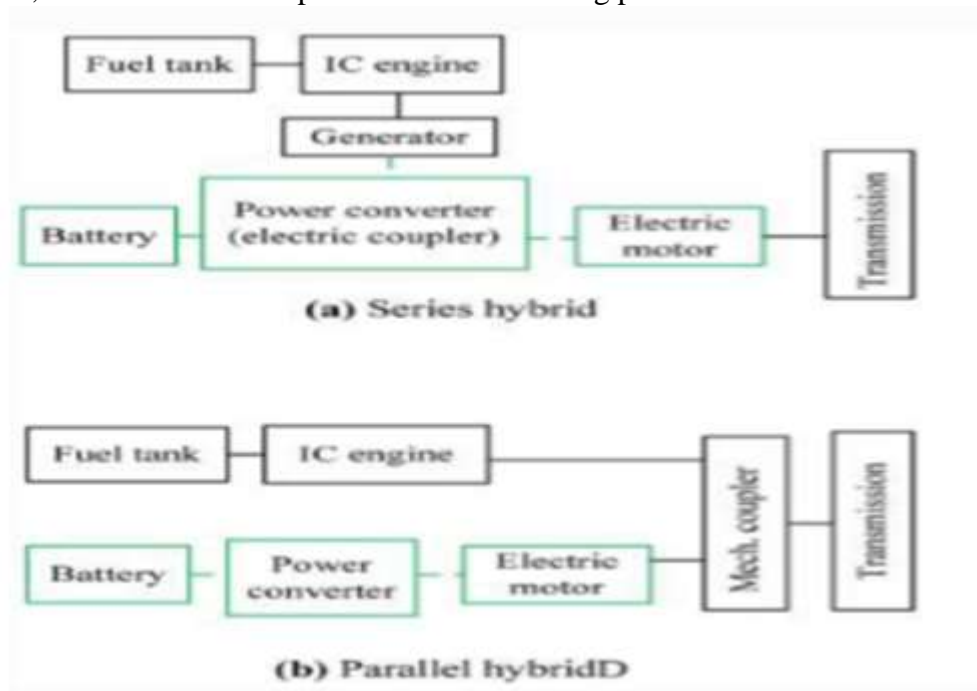 Fuel tank
IC engine
Generator
Battery
Power converter
(electric coupler)
Electric
motor
Transmission
(a) Series hybrid
Fuel tank
IC engine
Battery
Power
converter
Electric
motor
Mech. coupler
Transmission
(b) Parallel hybridD